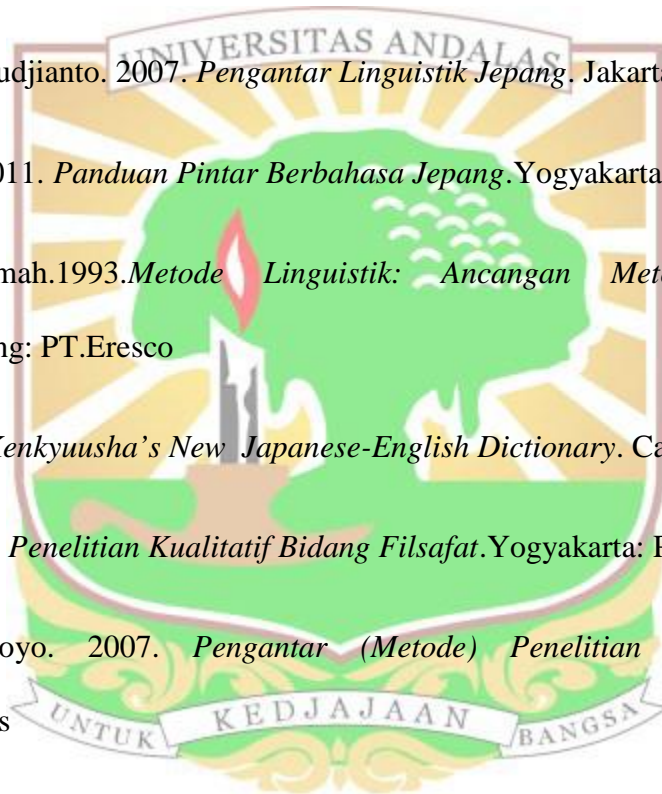 UNIVERSITAS ANDALAS
udjianto. 2007. Pengantar Linguistik Jepang. Jakarta
011. Panduan Pintar Berbahasa Jepang.Yogyakarta
mah.1993.Metode Linguistik: Ancangan Met
ng: PT.Eresco
Kenkyuusha's New Japanese-English Dictionary. Ca
Penelitian Kualitatif Bidang Filsafat.Yogyakarta: P
oyo. 2007. Pengantar (Metode) Penelitian
s
UNTUK KEDJAJAAN BANGSA